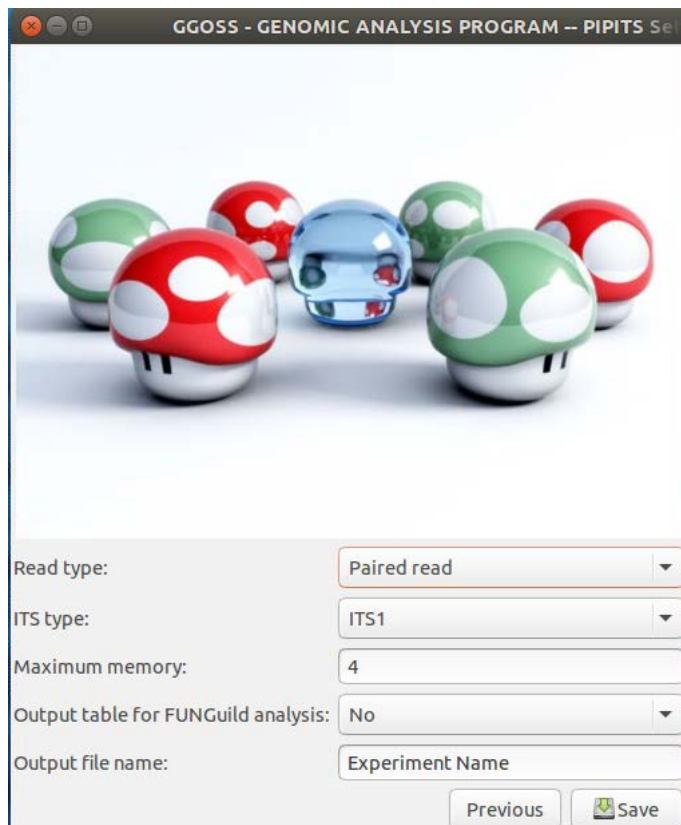 GGOSS - GENOMIC ANALYSIS PROGRAM -- PIPITS
Read type: Paired read
ITS type: ITS1
Maximum memory: 4
Output table for FUNGuild analysis: No
Output file name: Experiment Name
Previous Save